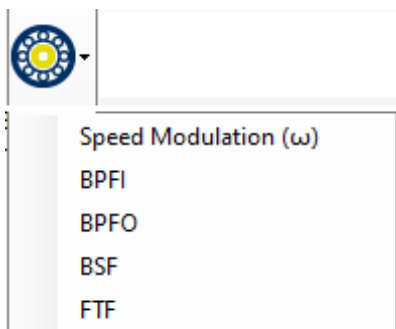 Speed Modulation (ω)
BPFI
BPFO
BSF
FTF